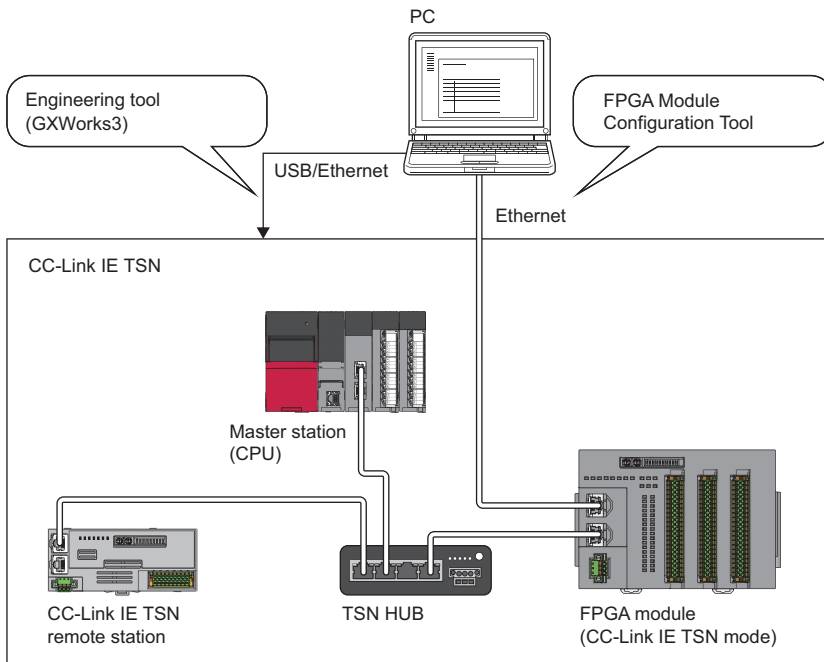 PC
Engineering tool
(GXWorks3)
FPGA Module
Configuration Tool
USB/Ethernet
Ethernet
CC-Link IE TSN
Master station
(CPU)
CC-Link IE TSN
remote station
TSN HUB
FPGA module
(CC-Link IE TSN mode)